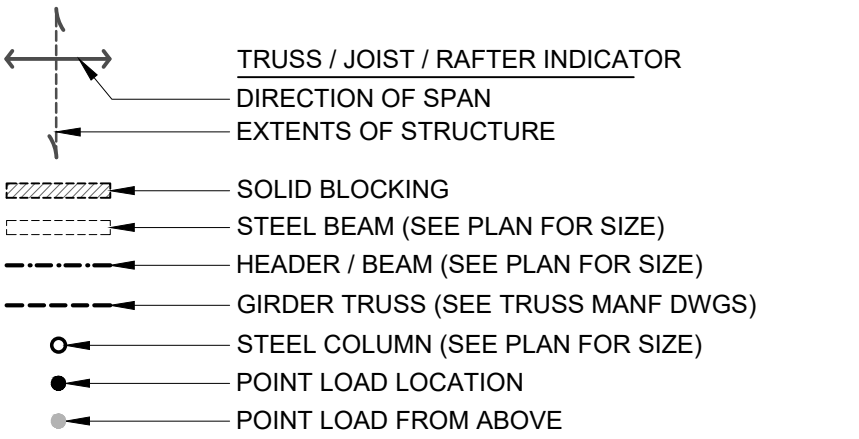 TRUSS / JOIST / RAFTER INDICATOR
DIRECTION OF SPAN
EXTENTS OF STRUCTURE
SOLID BLOCKING
STEEL BEAM (SEE PLAN FOR SIZE)
HEADER / BEAM (SEE PLAN FOR SIZE)
GIRDER TRUSS (SEE TRUSS MANF DWGS)
STEEL COLUMN (SEE PLAN FOR SIZE)
POINT LOAD LOCATION
POINT LOAD FROM ABOVE